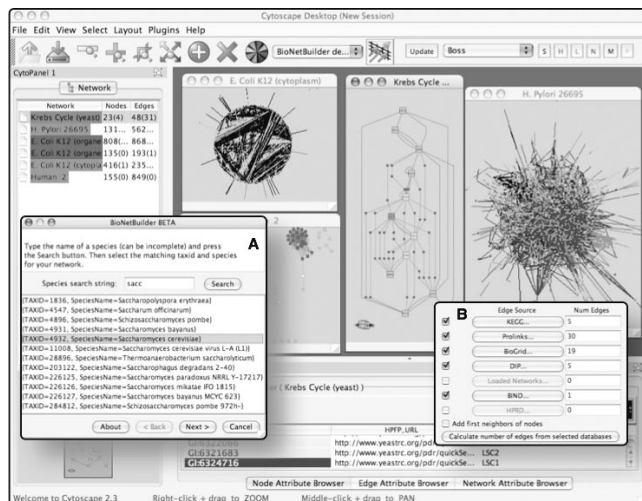 Cytoscape Desktop (New Session)
File Edit View Select Layout Plugins Help
BioNetBuilder de...
Update
Boss
S H L N M
CytoPanel 1
Network
Network Nodes Edges
Krebs Cycle (yeast) 23(4) 48(31)
H. Pylori 26695 131... 562...
E. Coli K12 (organe 808(... 868...
E. Coli K12 (organe 135(0) 193(1)
E. Coli K12 (cytopla 416(1) 235...
Human 2 155(0) 849(0)
E. Coli K12 (cytoplasm)
Krebs Cycle ...
H. Pylori 26695
2
BioNetBuilder BETA
A
Type the name of a species (can be incomplete) and press
the Search button. Then select the matching taxid and species
for your network.
Species search string: sacc Search
(TAXID=1836, SpeciesName=Saccharopolyspora erythraea)
(TAXID=4547, SpeciesName=Saccharum officinarum)
(TAXID=4896, SpeciesName=Schizosaccharomyces pombe)
(TAXID=4931, SpeciesName=Saccharomyces bayanus)
(TAXID=4932, SpeciesName=Saccharomyces cerevisiae)
(TAXID=11008, SpeciesName=Saccharomyces cerevisiae virus L-A (L1))
(TAXID=28896, SpeciesName=Thermoanaerobacterium saccharolyticum)
(TAXID=203122, SpeciesName=Saccharophagus degradans 2-40)
(TAXID=226125, SpeciesName=Saccharomyces paradoxus NRRL Y-17217)
(TAXID=226126, SpeciesName=Saccharomyces mikatae IFO 1815)
(TAXID=226127, SpeciesName=Saccharomyces bayanus MCYC 623)
(TAXID=284812, SpeciesName=Schizosaccharomyces pombe 972h-)
About < Back Next > Cancel
B
Edge Source Num Edges
KEGG... 5
Prolinks... 30
BioGrid... 19
DIP... 5
Loaded Networks... 0
BIND... 1
HPRD... 0
Add first neighbors of nodes
Calculate number of edges from selected databases
( Krebs Cycle (yeast) )
HPFP_URL
GI:6322066 http://www.yeastrc.org/pdr/quickSe...
GI:6321683 http://www.yeastrc.org/pdr/quickSe... LSC2
GI:6324716 http://www.yeastrc.org/pdr/quickSe... LSC1
Node Attribute Browser Edge Attribute Browser Network Attribute Browser
Welcome to Cytoscape 2.3 Right-click + drag to ZOOM Middle-click + drag to PAN